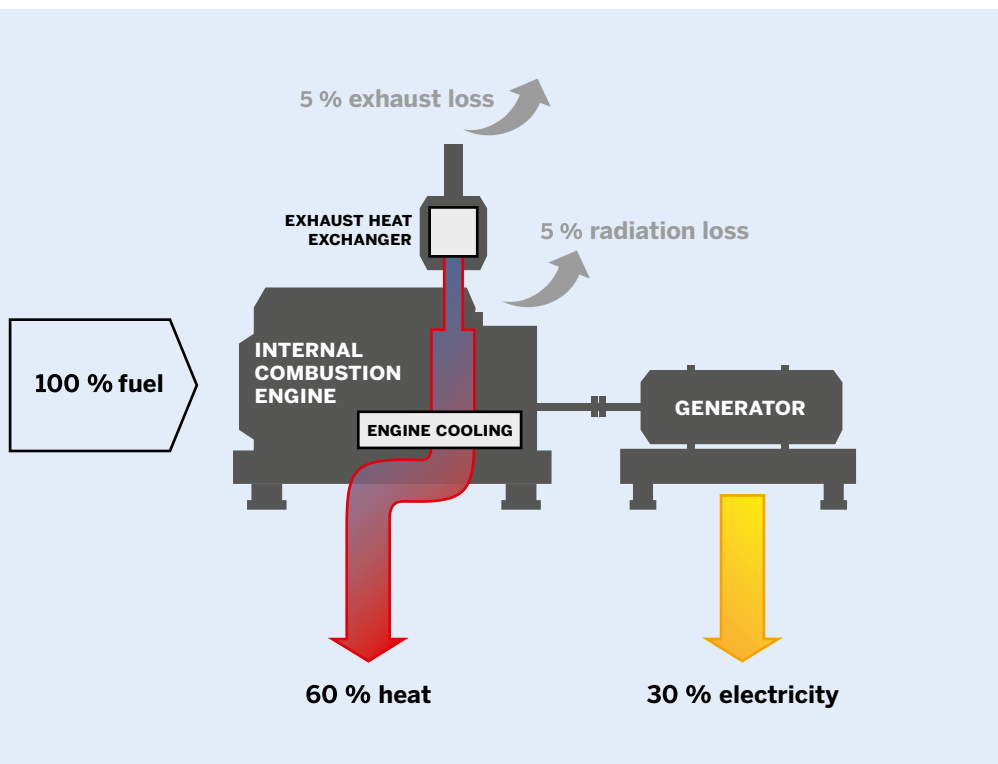 5 % exhaust loss
EXHAUST HEAT
EXCHANGER
5 % radiation loss
100 % fuel
INTERNAL
COMBUSTION
ENGINE
ENGINE COOLING
GENERATOR
60 % heat
30 % electricity